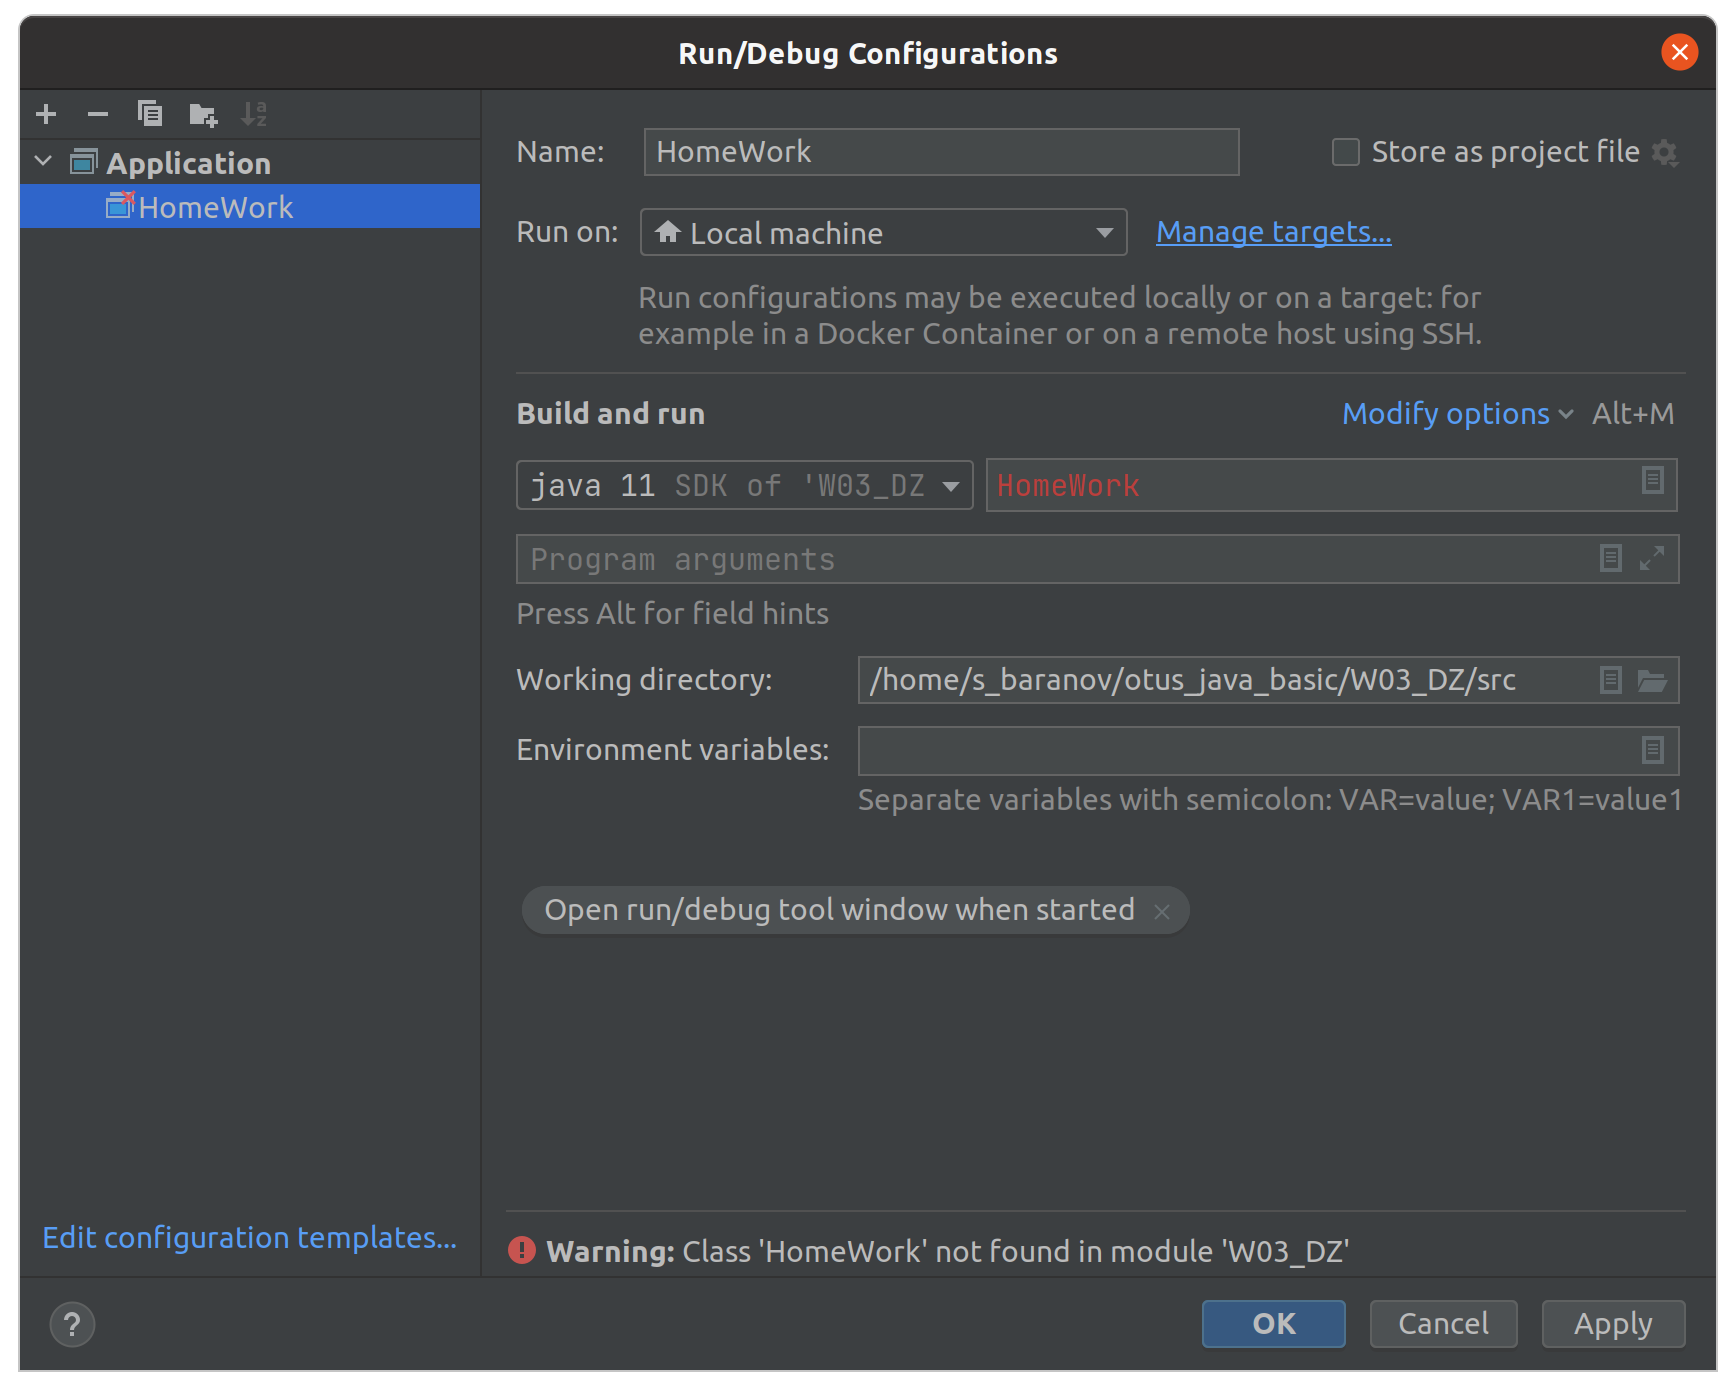 Run/Debug Configurations
Application
HomeWork
Edit configuration templates...
Name: HomeWork Store as project file
Run on: Local machine Manage targets...
Run configurations may be executed locally or on a target: for
example in a Docker Container or on a remote host using SSH.
Build and run Modify options Alt+M
java 11 SDK of 'W03_DZ HomeWork
Program arguments
Press Alt for field hints
Working directory: /home/s_baranov/otus_java_basic/W03_DZ/src
Environment variables:
Separate variables with semicolon: VAR=value; VAR1=value1
Open run/debug tool window when started
Warning: Class 'HomeWork' not found in module 'W03_DZ'
? OK Cancel Apply